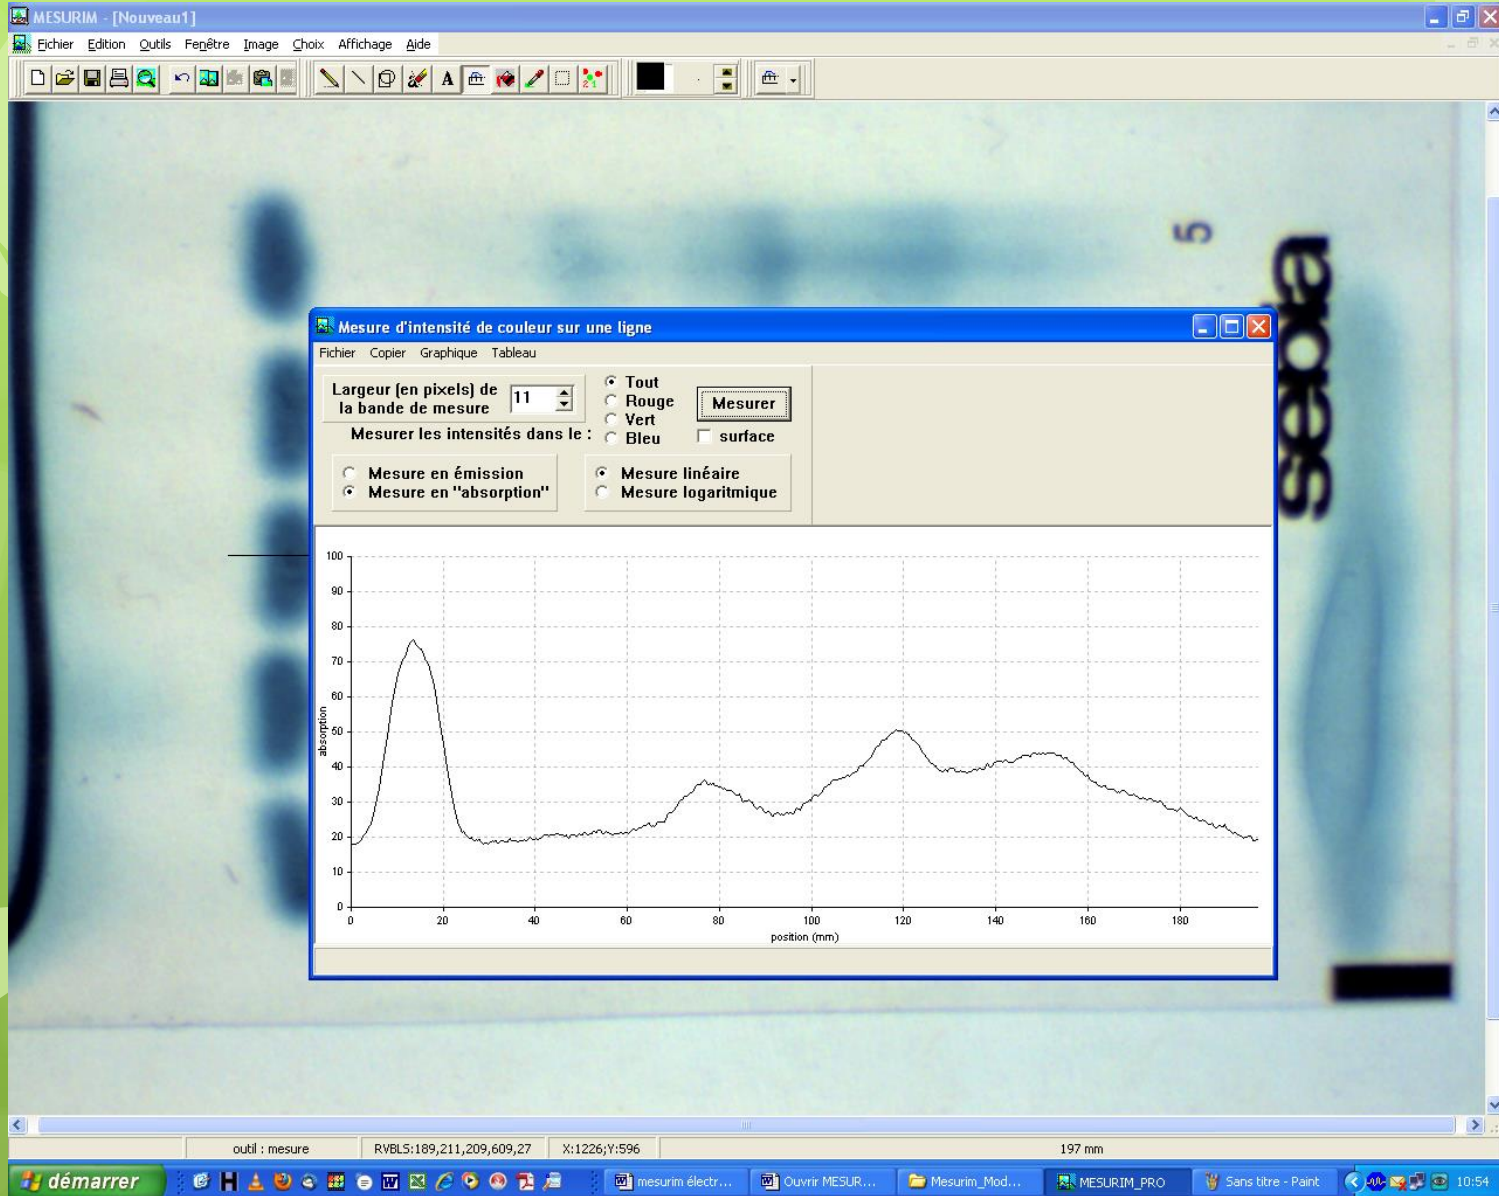 MESURIM - [Nouveau1]
Fichier Edition Outils Fenêtre Image Choix Affichage Aide
A
5
sebia
Mesure d'intensité de couleur sur une ligne
Fichier Copier Graphique Tableau
Largeur (en pixels) de
la bande de mesure
11
Mesurer les intensités dans le :
Tout
Rouge
Vert
Bleu
Mesurer
surface
Mesure en émission
Mesure en "absorption"
Mesure linéaire
Mesure logaritmique
100
90
80
70
60
50
40
30
20
10
0
absorption
0 20 40 60 80 100 120 140 160 180
position (mm)
outil : mesure RVBLS:189,211,209,609,27 X:1226;Y:596 197 mm
démarrer mesurim électr... Ouvrir MESUR... Mesurim_Mod... MESURIM_PRO Sans titre - Paint 10:54